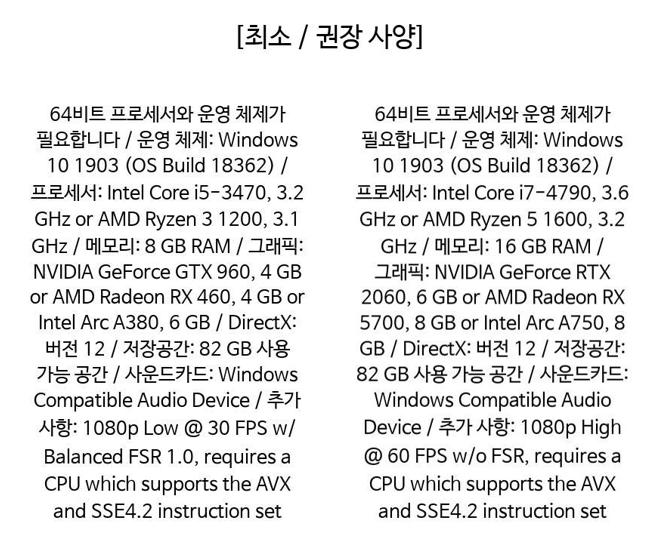 [최소 / 권장 사양]
64비트 프로세서와 운영 체제가
필요합니다 / 운영 체제: Windows
10 1903 (OS Build 18362) /
프로세서: Intel Core i5-3470, 3.2
GHz or AMD Ryzen 3 1200, 3.1
GHz / 메모리: 8 GB RAM / 그래픽:
NVIDIA GeForce GTX 960, 4 GB
or AMD Radeon RX 460, 4 GB or
Intel Arc A380, 6 GB / DirectX:
버전 12 / 저장공간: 82 GB 사용
가능 공간 / 사운드카드: Windows
Compatible Audio Device / 추가
사항: 1080p Low @ 30 FPS w/
Balanced FSR 1.0, requires a
CPU which supports the AVX
and SSE4.2 instruction set
64비트 프로세서와 운영 체제가
필요합니다 / 운영 체제: Windows
10 1903 (OS Build 18362) /
프로세서: Intel Core i7-4790, 3.6
GHz or AMD Ryzen 5 1600, 3.2
GHz / 메모리: 16 GB RAM /
그래픽: NVIDIA GeForce RTX
2060, 6 GB or AMD Radeon RX
5700, 8 GB or Intel Arc A750, 8
GB / DirectX: 버전 12 / 저장공간:
82 GB 사용 가능 공간 / 사운드카드:
Windows Compatible Audio
Device / 추가 사항: 1080p High
@ 60 FPS w/o FSR, requires a
CPU which supports the AVX
and SSE4.2 instruction set